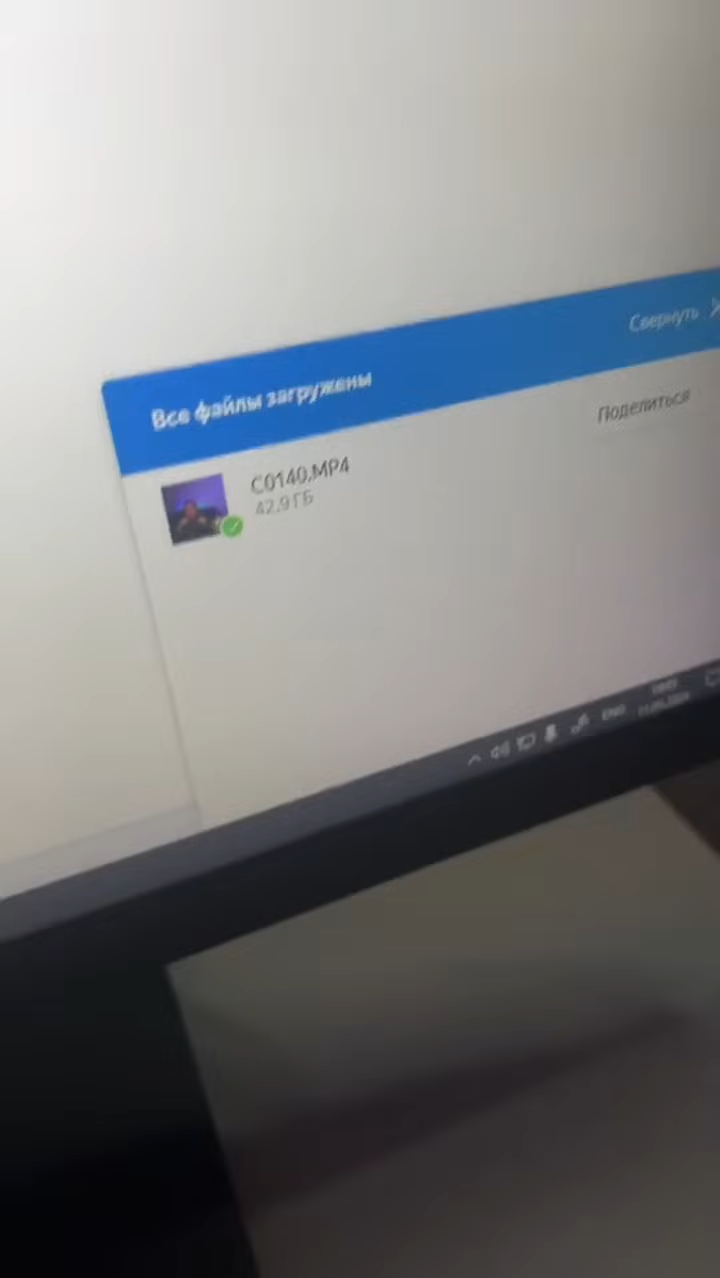 Свернуть
Все файлы загружены
Поделиться
C0140.MP4
42.9 ГБ
ENG